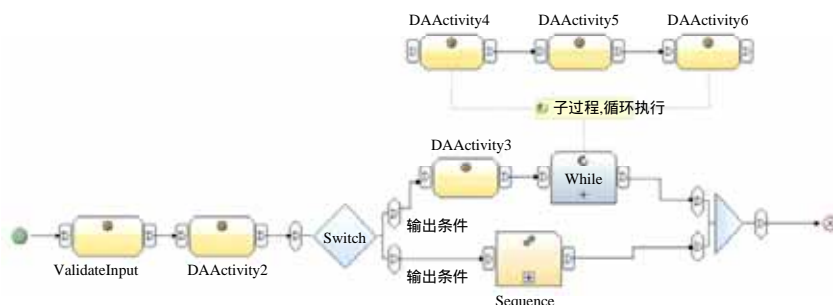 DAActivity4 DAActivity5 DAActivity6
子过程,循环执行
DAActivity3
While
输出条件
Switch
ValidateInput DAActivity2
输出条件
Sequence